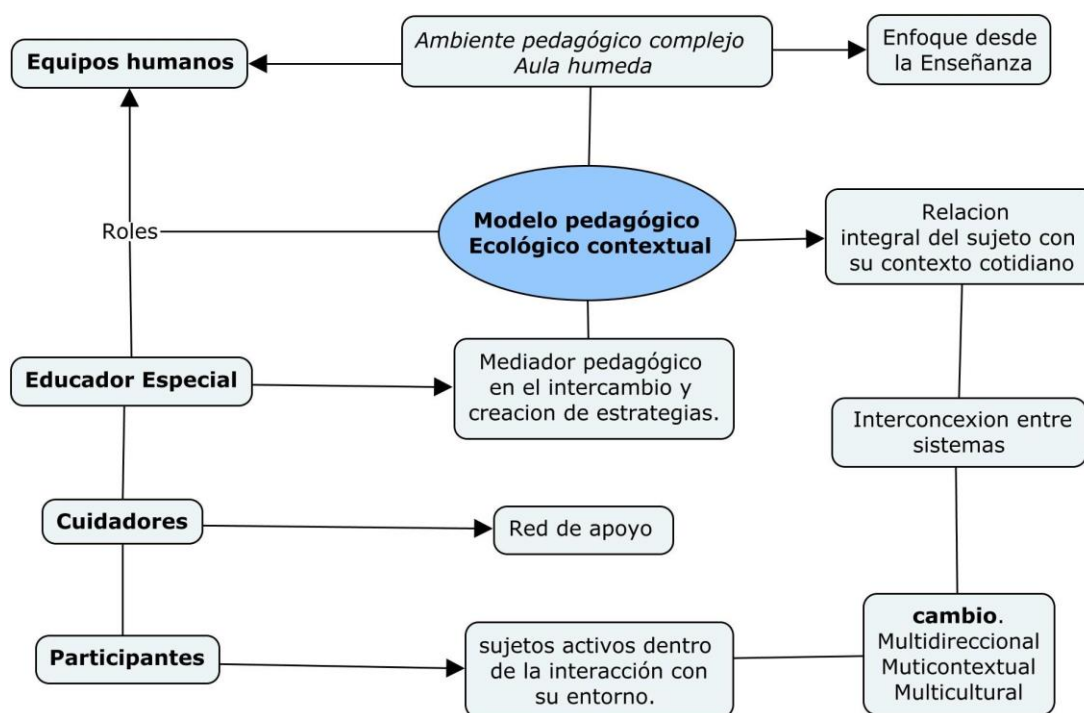 Ambiente pedagógico complejo
Aula humeda
Enfoque desde
la Enseñanza
Equipos humanos
Roles
Modelo pedagógico
Ecológico contextual
Relacion
integral del sujeto con
su contexto cotidiano
Educador Especial
Mediador pedagógico
en el intercambio y
creacion de estrategias.
Interconcexion entre
sistemas
Cuidadores
Red de apoyo
Participantes
sujetos activos dentro
de la interacción con
su entorno.
cambio.
Multidireccional
Muticontextual
Multicultural